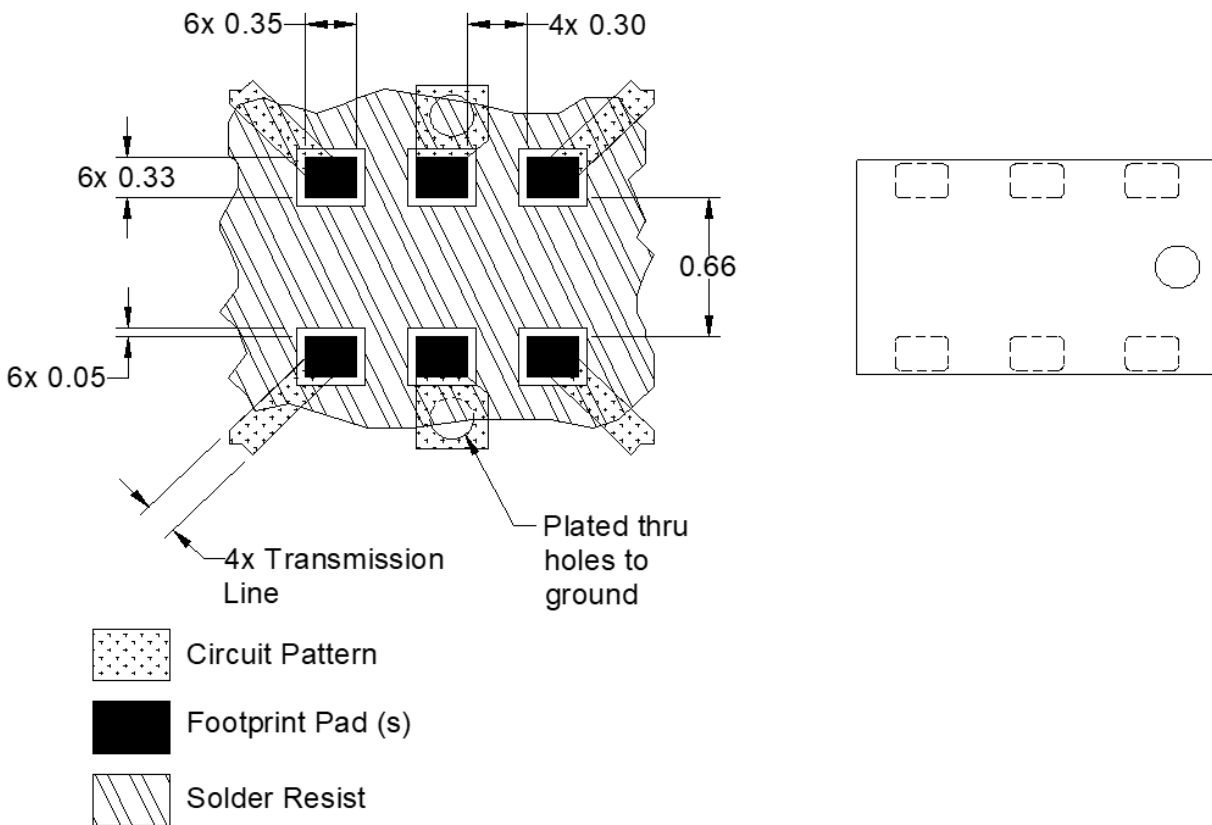 6x 0.35
4x 0.30
6x 0.33
0.66
6x 0.05
4x Transmission
Line
Plated thru
holes to
ground
Circuit Pattern
Footprint Pad (s)
Solder Resist